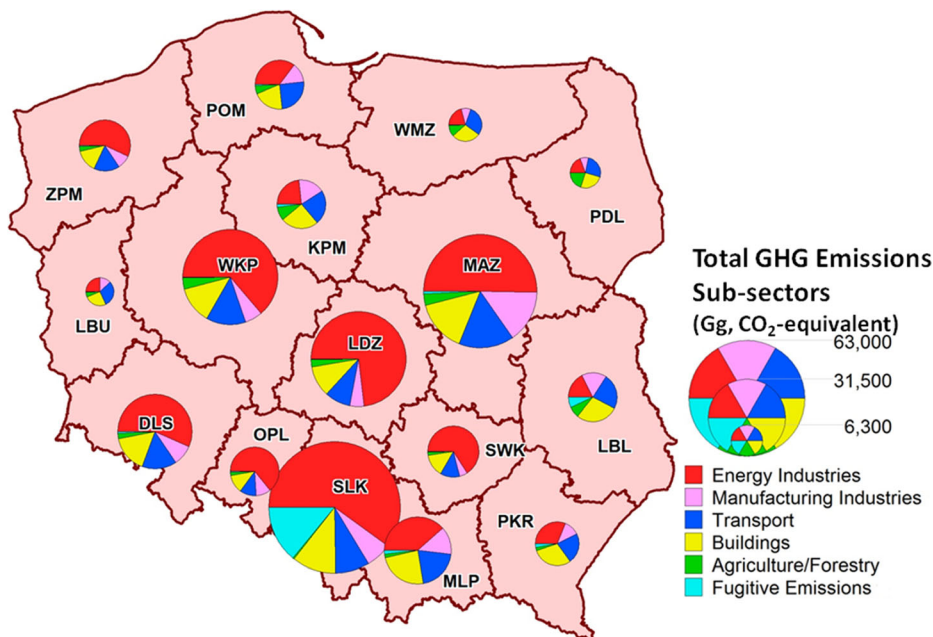 POM
WMZ
ZPM
PDL
KPM
WKP
MAZ
LBU
LDZ
DLS
OPL
SWK
LBL
SLK
PKR
MLP
Total GHG Emissions
Sub-sectors
(Gg, CO₂-equivalent)
63,000
31,500
6,300
Energy Industries
Manufacturing Industries
Transport
Buildings
Agriculture/Forestry
Fugitive Emissions